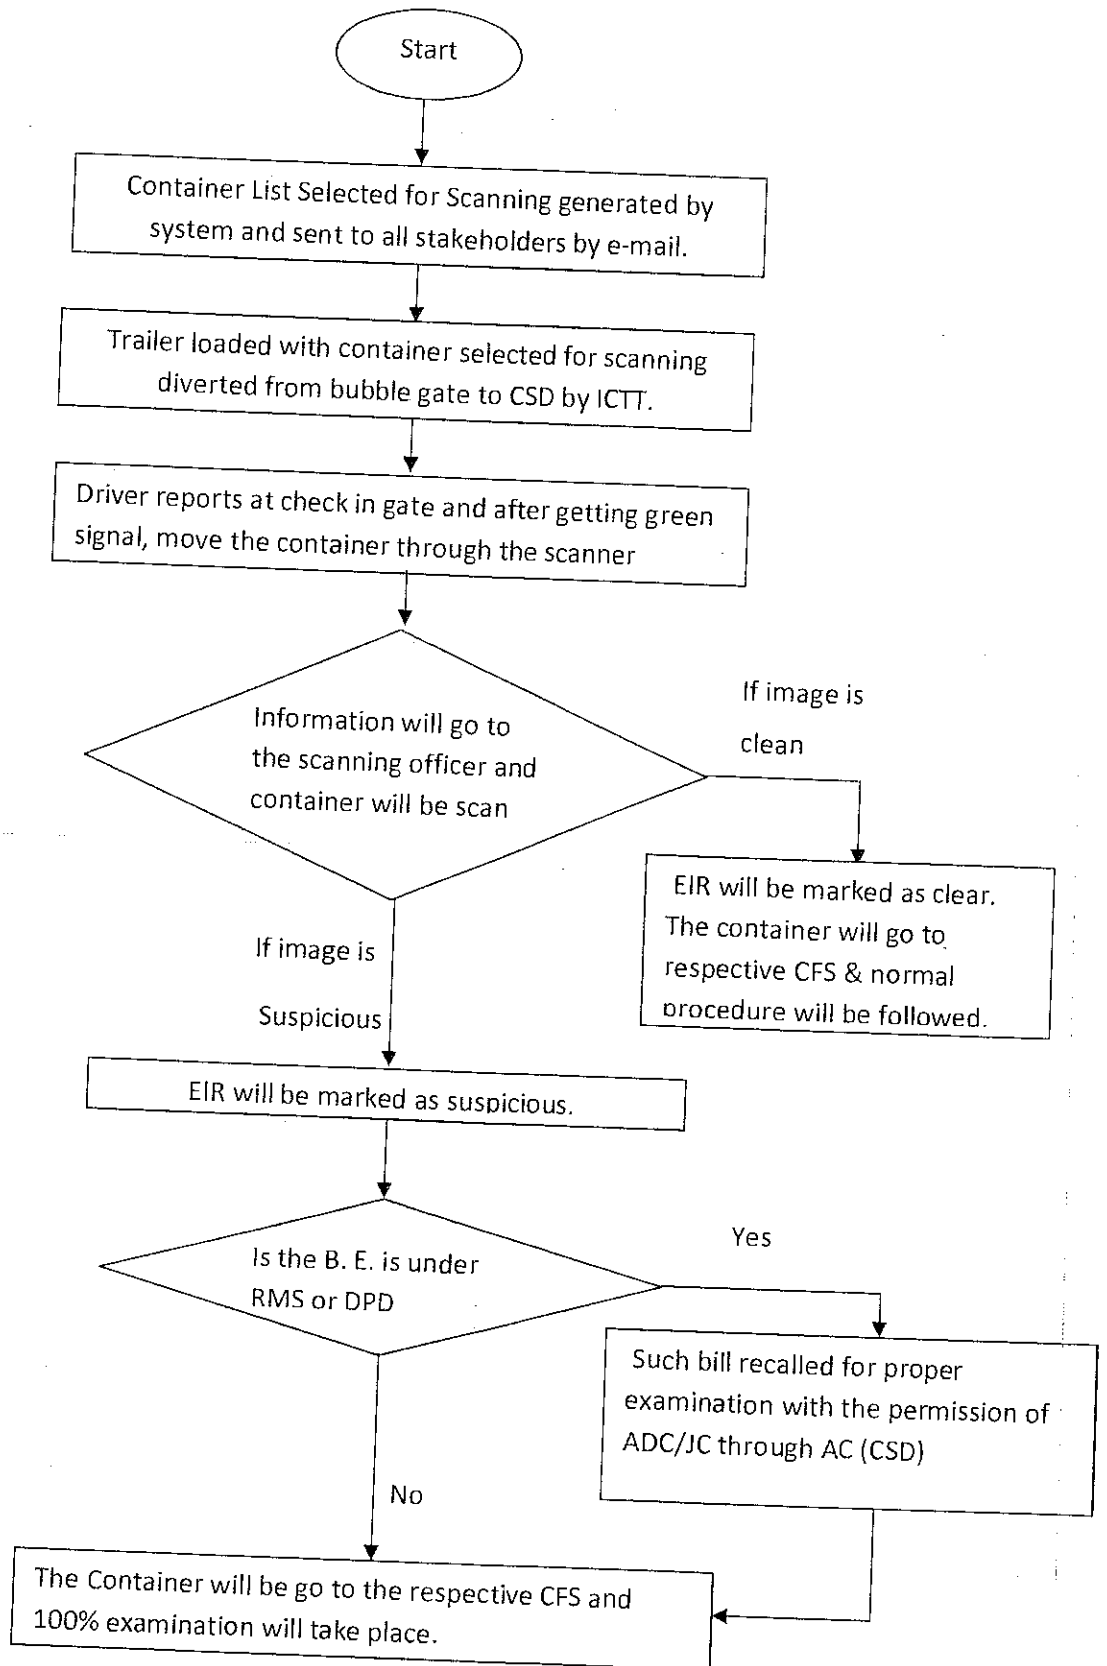 Start
Container List Selected for Scanning generated by
system and sent to all stakeholders by e-mail.
Trailer loaded with container selected for scanning
diverted from bubble gate to CSD by ICTT.
Driver reports at check in gate and after getting green
signal, move the container through the scanner
Information will go to
the scanning officer and
container will be scan
If image is
clean
EIR will be marked as clear.
The container will go to
respective CFS & normal
procedure will be followed.
If image is
Suspicious
EIR will be marked as suspicious.
Is the B. E. is under
RMS or DPD
Yes
Such bill recalled for proper
examination with the permission of
ADC/JC through AC (CSD)
No
The Container will be go to the respective CFS and
100% examination will take place.